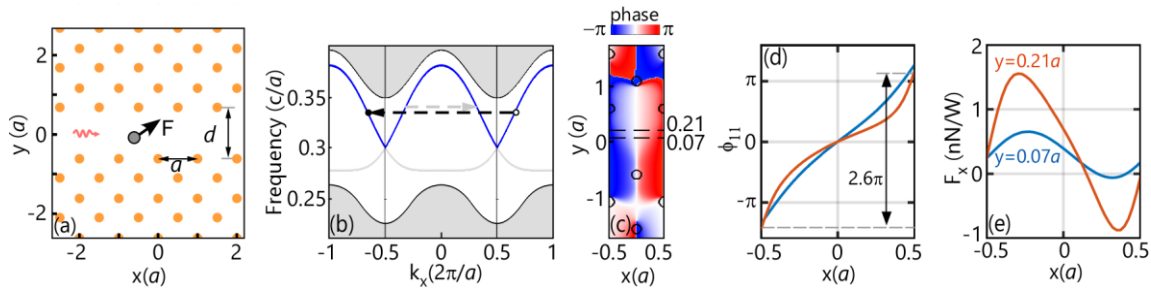 y(a)
2
0
-2
F
d
a
(a)
-2
0
2
x(a)
Frequency (c/a)
0.35
0.3
0.25
(b)
-1
-0.5
0
0.5
1
kx(2π/a)
phase
-π
π
y (a)
1
0
-1
0.21
0.07
(c)
-0.5
0.5
x(a)
(d)
ϕ11
π
0
-π
2.6π
-0.5
0
0.5
x(a)
Fx (nN/W)
2
1
0
-1
y=0.21a
y=0.07a
(e)
-0.5
0
0.5
x(a)